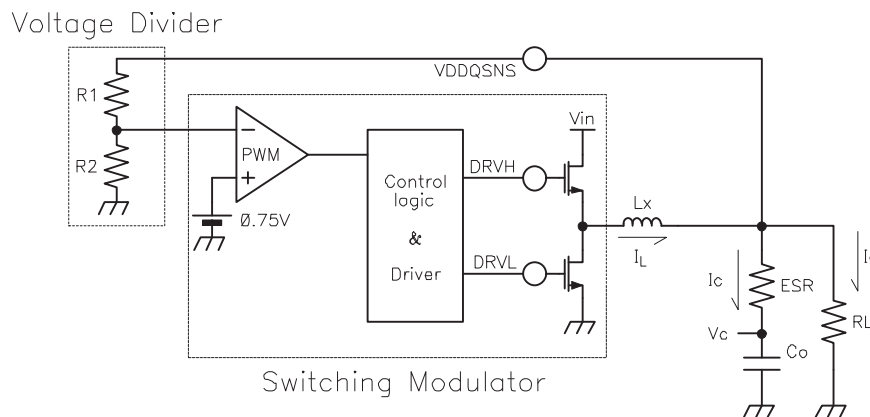 Voltage Divider
VDDQSNS
R1
R2
PWM
−
+
0.75V
Control
logic
&
Driver
DRVH
DRVL
Vin
Lx
IL
Ic
ESR
Vc
Co
RL
Switching Modulator